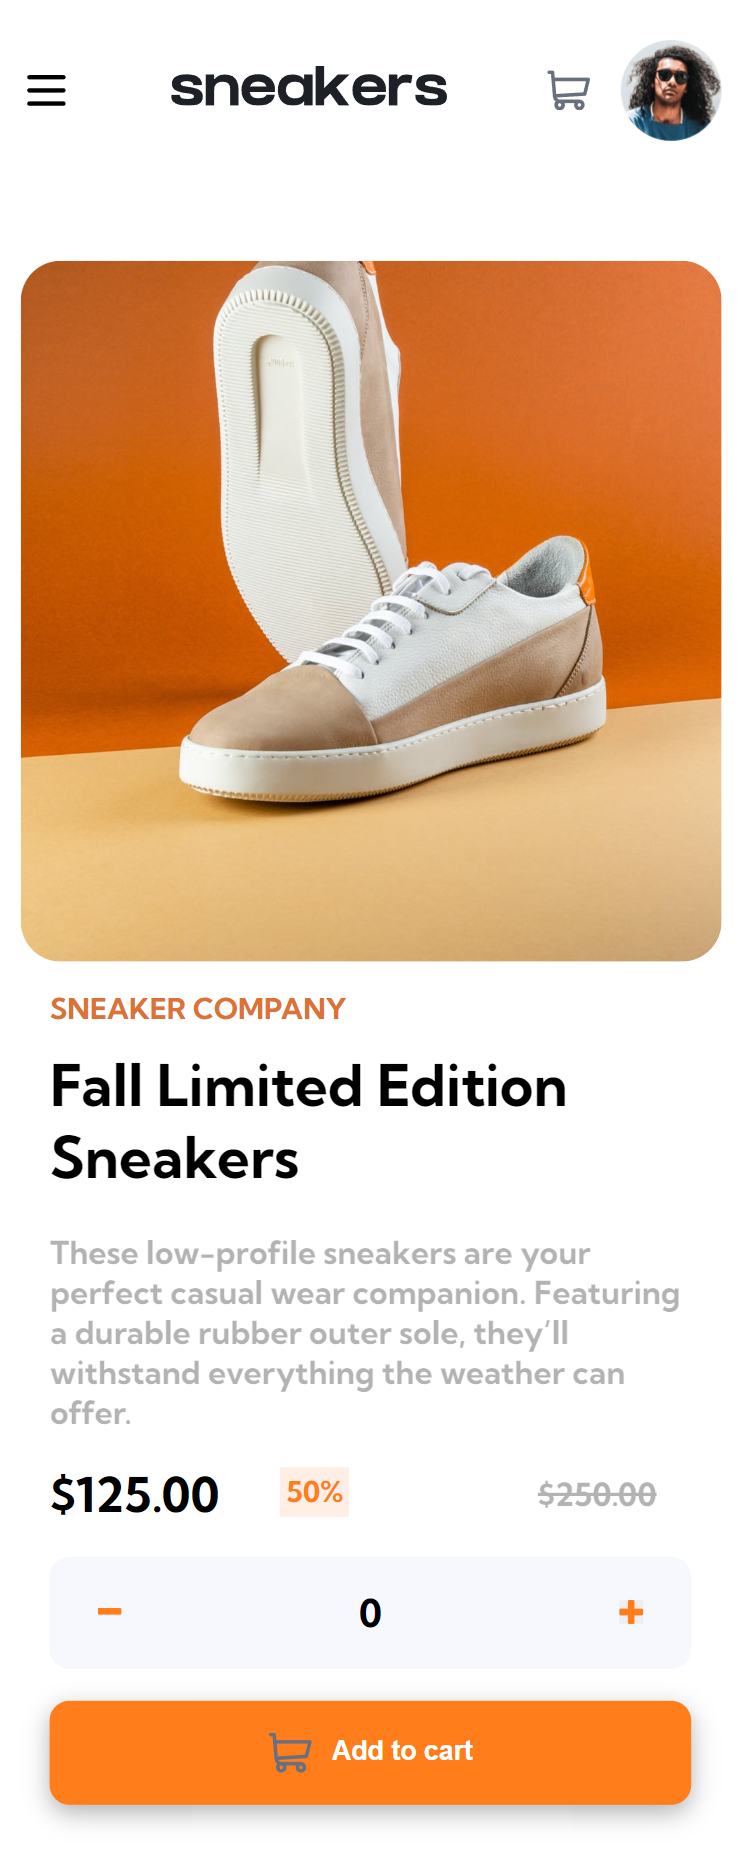 sneakers
SNEAKER COMPANY
Fall Limited Edition
Sneakers
These low-profile sneakers are your
perfect casual wear companion. Featuring
a durable rubber outer sole, they’ll
withstand everything the weather can
offer.
$125.00 50% $250.00
0
Add to cart